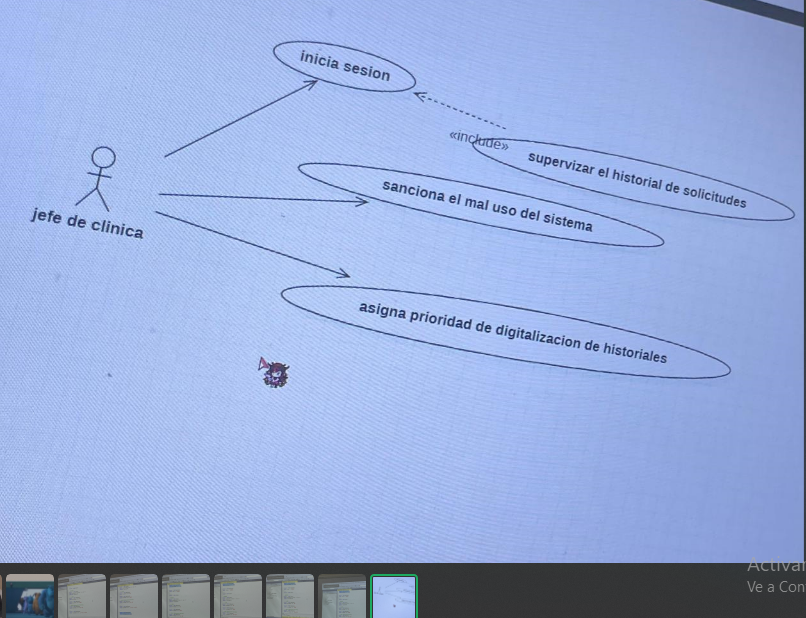 inicia sesion
«include»
supervizar el historial de solicitudes
sanciona el mal uso del sistema
jefe de clinica
asigna prioridad de digitalizacion de historiales
Activar
Ve a Con